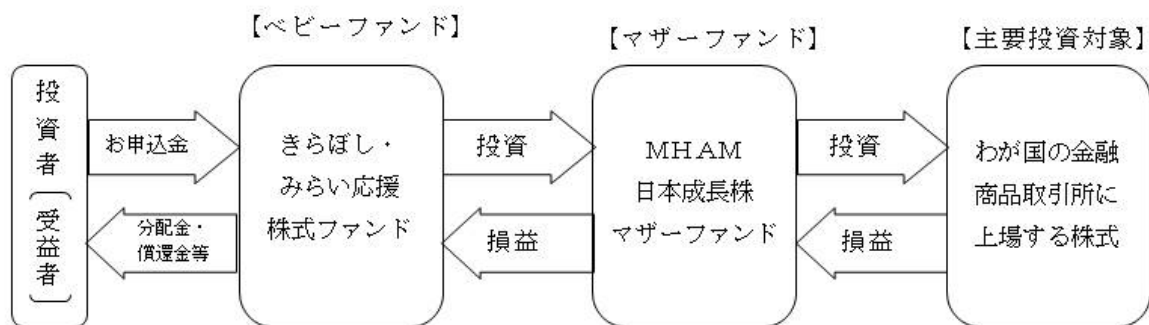 【ベビーファンド】
【マザーファンド】
【主要投資対象】
投資者
(受益者)
お申込金
分配金・
償還金等
きらぼし・
みらい応援
株式ファンド
投資
損益
MHAM
日本成長株
マザーファンド
投資
損益
わが国の金融
商品取引所に
上場する株式